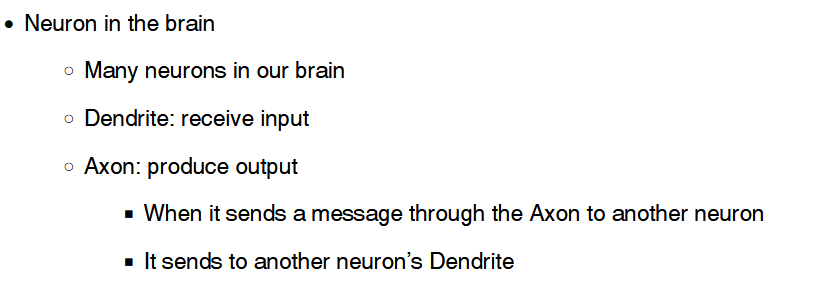 • Neuron in the brain
○ Many neurons in our brain
○ Dendrite: receive input
○ Axon: produce output
▪ When it sends a message through the Axon to another neuron
▪ It sends to another neuron’s Dendrite